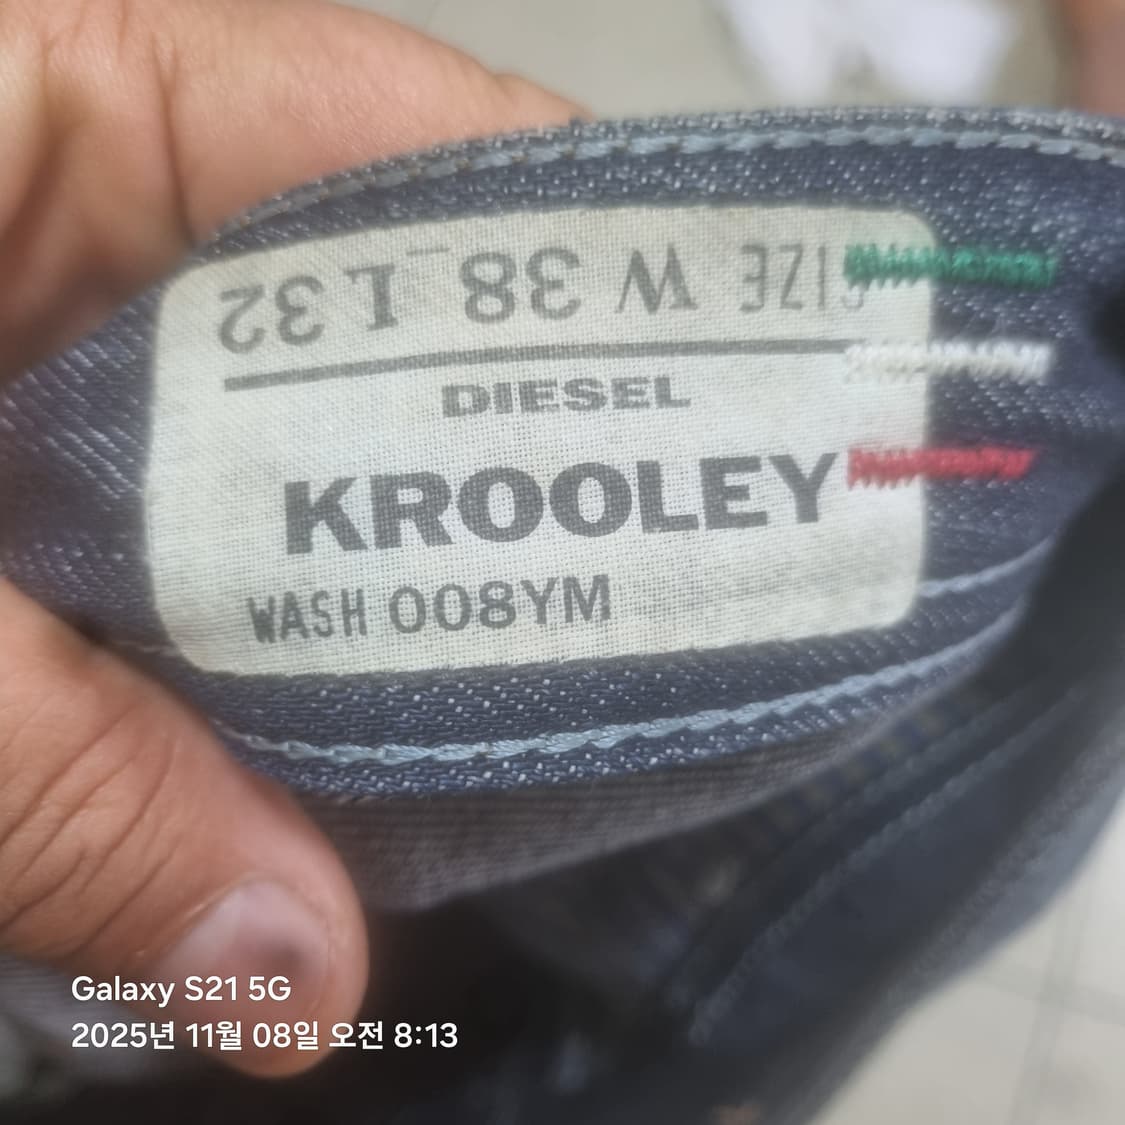 SIZE W 38_L 32
DIESEL
KROOLEY
WASH 008YM
Galaxy S21 5G
2025년 11월 08일 오전 8:13